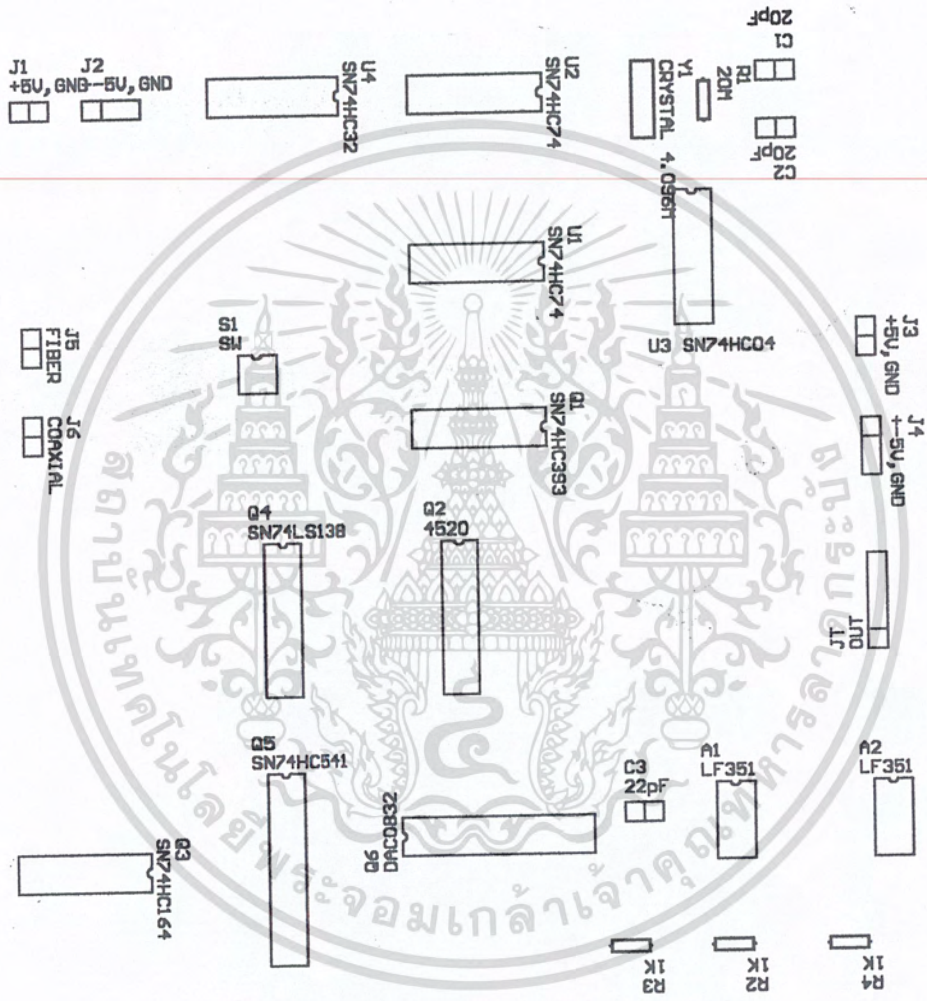 20pF
C1
R1
20M
Y1
CRYSTAL 4.096M
20pF
C2
J1
+5V,GND
J2
+-5V,GND
U4
SN74HC32
U2
SN74HC74
U1
SN74HC74
U3 SN74HC04
J3
+5V,GND
J4
+-5V,GND
J5
FIBER
J6
COAXIAL
S1
SW
Q1
SN74HC393
Q4
SN74LS138
Q2
4520
OUT
Q5
SN74HC541
Q3
SN74HC164
Q6
DAC0832
C3
22pF
A1
LF351
A2
LF351
1K
R3
1K
R2
1K
R4
สถาบันเทคโนโลยีพระจอมเกล้าเจ้าคุณทหารลาดกระบัง